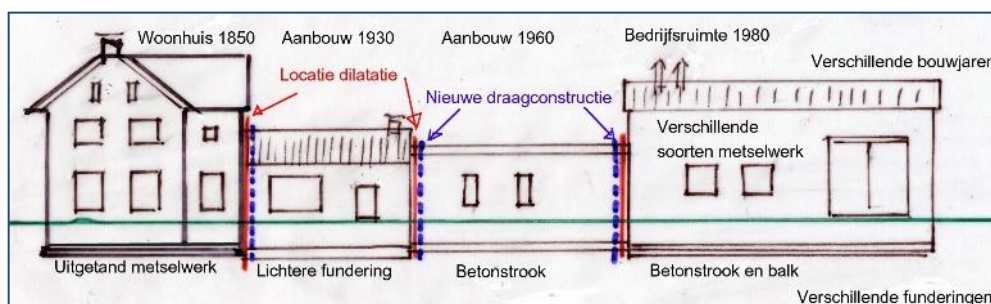 Woonhuis 1850
Aanbouw 1930
Aanbouw 1960
Bedrijfsruimte 1980
Verschillende bouwjaren
Locatie dilatatie
Nieuwe draagconstructie
Verschillende
soorten metselwerk
Uitgetand metselwerk
Lichtere fundering
Betonstrook
Betonstrook en balk
Verschillende funderingen